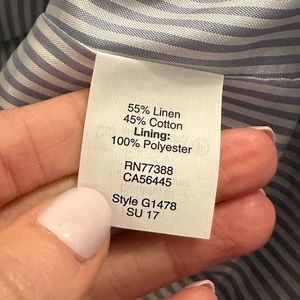 55% Linen
45% Cotton
Lining:
100% Polyester
RN77388
CA56445
Style G1478
SU 17